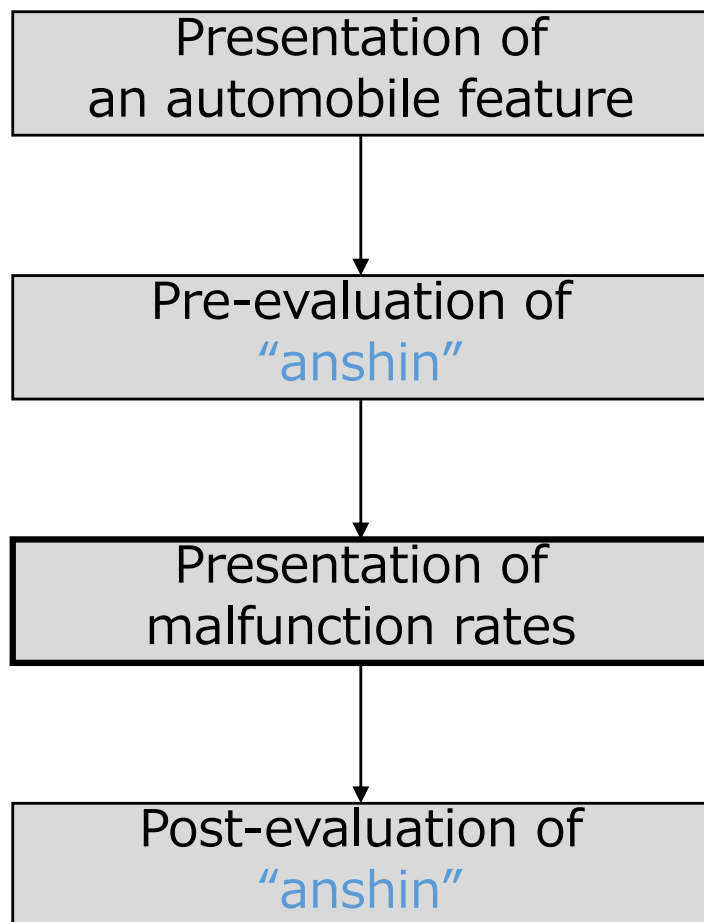 Presentation of
an automobile feature
Pre-evaluation of
“anshin”
Presentation of
malfunction rates
Post-evaluation of
“anshin”